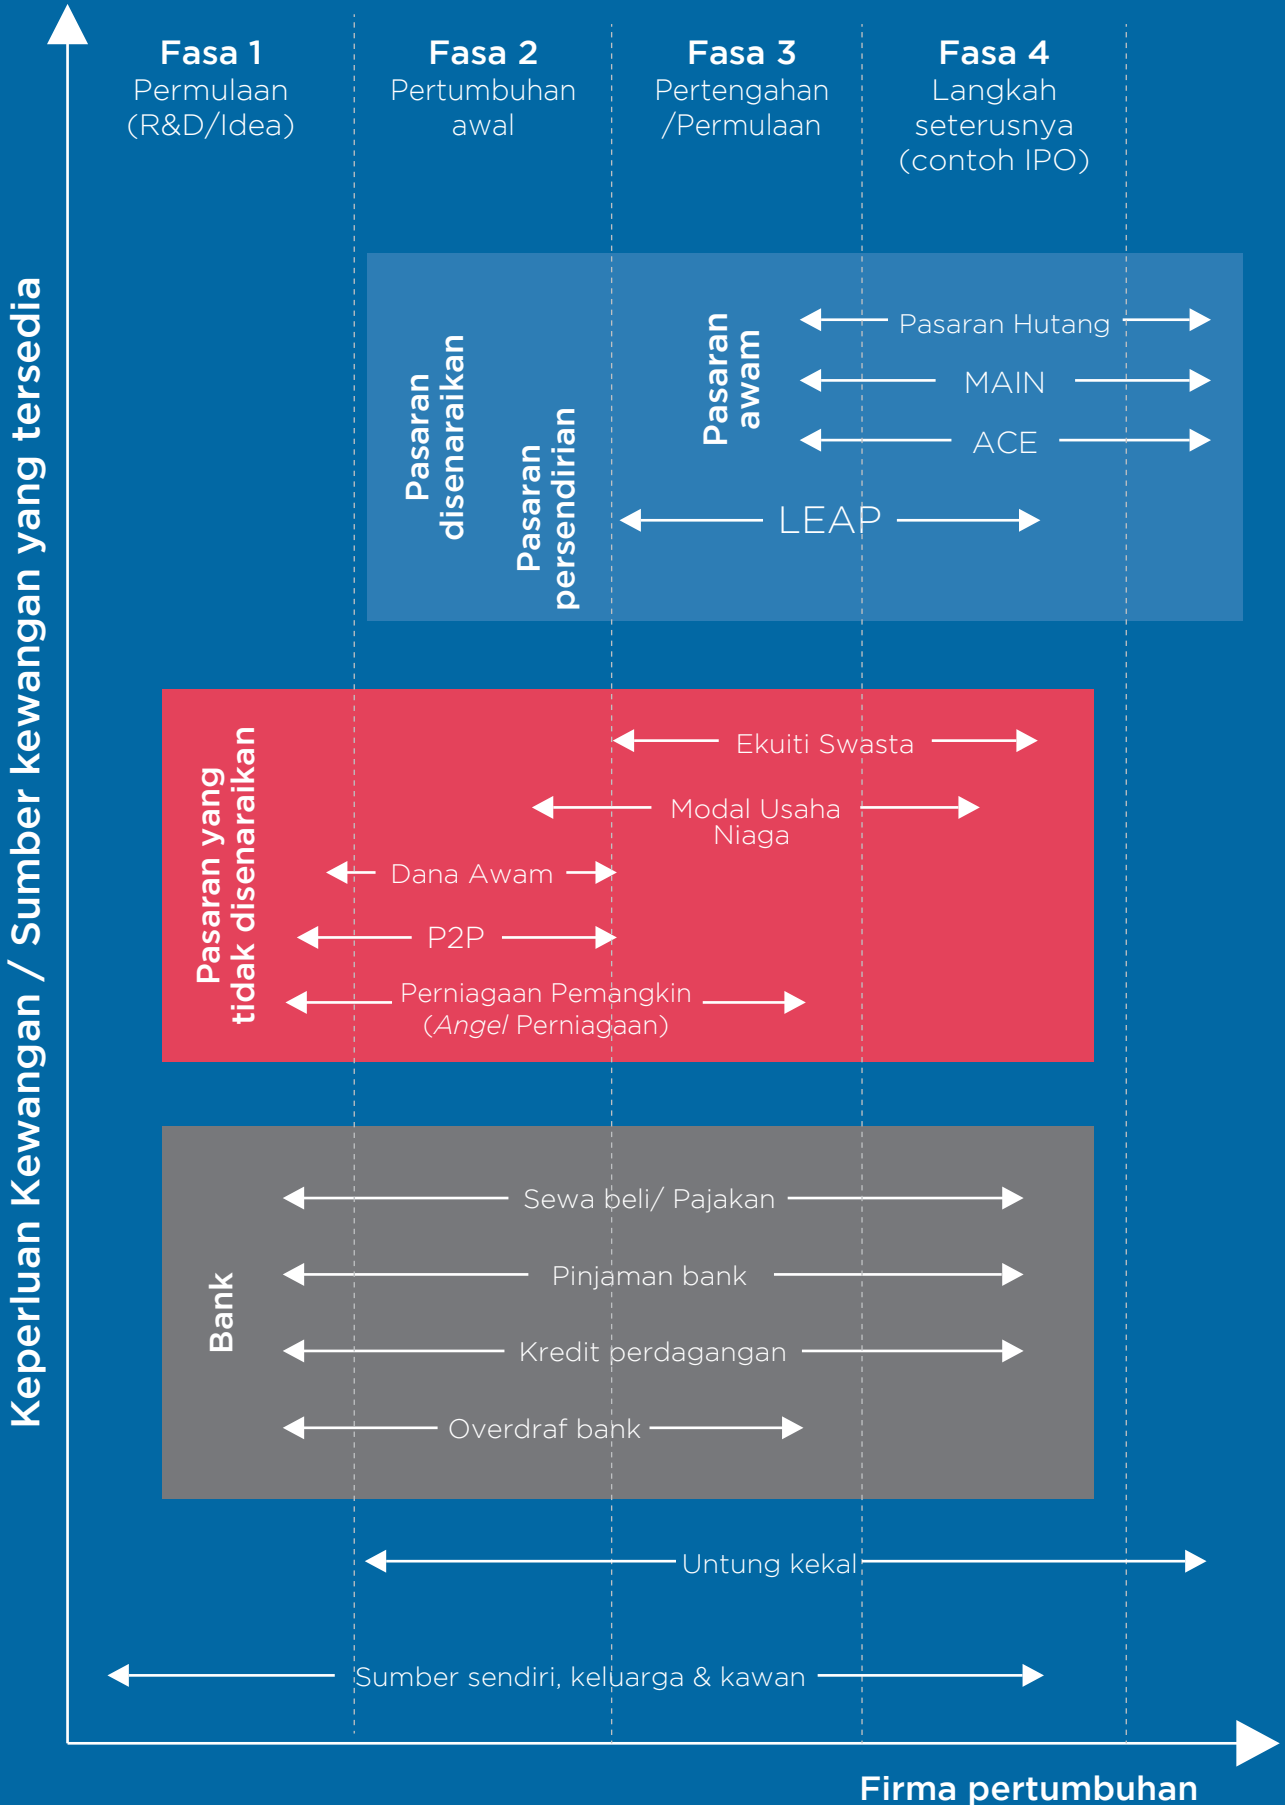 Fasa 1
Permulaan
(R&D/Idea)
Fasa 2
Pertumbuhan
awal
Fasa 3
Pertengahan
/Permulaan
Fasa 4
Langkah
seterusnya
(contoh IPO)
Keperluan Kewangan / Sumber kewangan yang tersedia
Pasaran
disenaraikan
Pasaran
persendirian
Pasaran
awam
Pasaran Hutang
MAIN
ACE
LEAP
Pasaran yang
tidak disenaraikan
Ekuiti Swasta
Modal Usaha
Niaga
Dana Awam
P2P
Perniagaan Pemangkin
(Angel Perniagaan)
Bank
Sewa beli/ Pajakan
Pinjaman bank
Kredit perdagangan
Overdraf bank
Untung kekal
Sumber sendiri, keluarga & kawan
Firma pertumbuhan